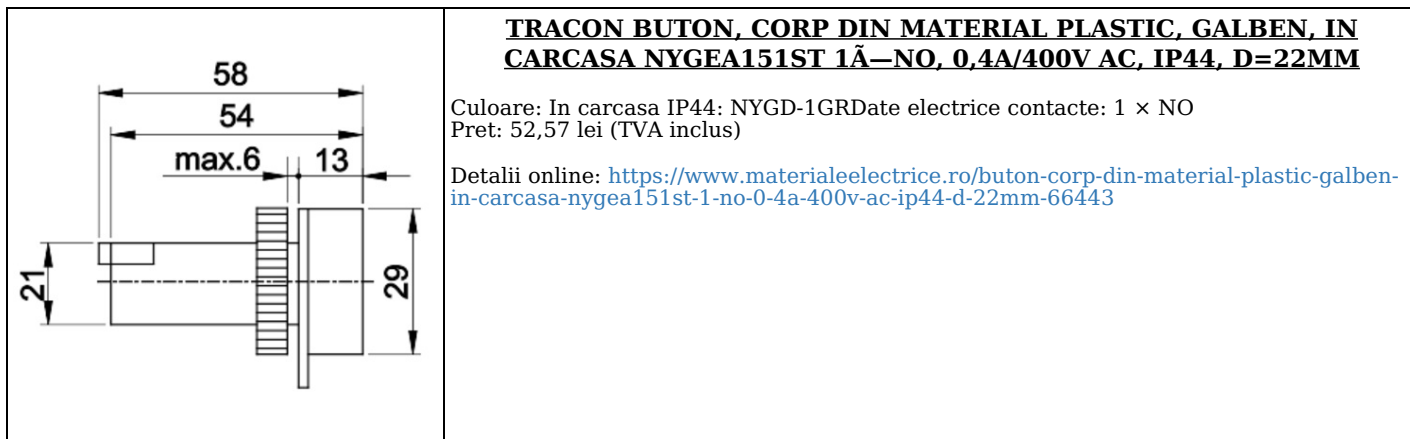 58
54
max.6
13
21
29
TRACON BUTON, CORP DIN MATERIAL PLASTIC, GALBEN, IN
CARCASA NYGEA151ST 1Ã—NO, 0,4A/400V AC, IP44, D=22MM
Culoare: In carcasa IP44: NYGD-1GRDate electrice contacte: 1 × NO
Pret: 52,57 lei (TVA inclus)
Detalii online: https://www.materialeelectrice.ro/buton-corp-din-material-plastic-galben-
in-carcasa-nygea151st-1-no-0-4a-400v-ac-ip44-d-22mm-66443